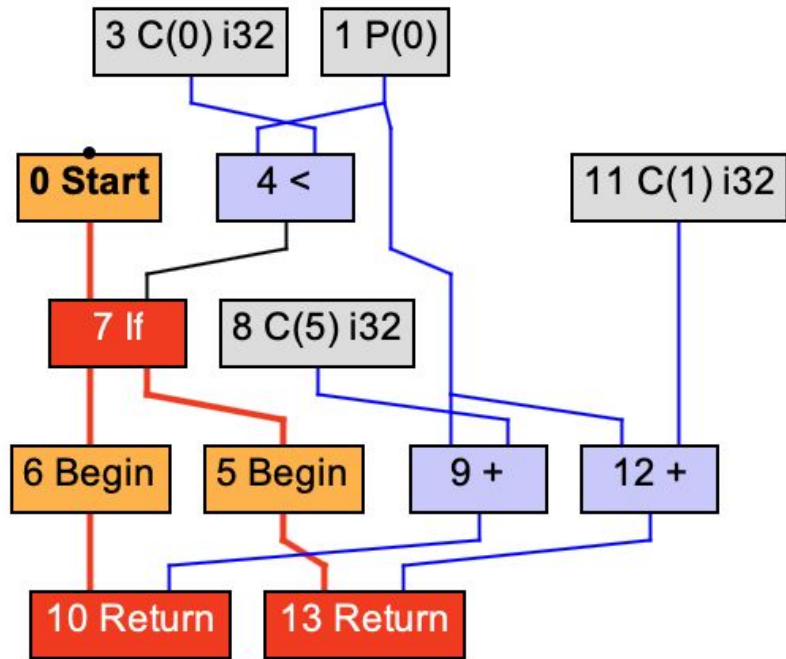 3 C(0) i32
1 P(0)
0 Start
4 <
11 C(1) i32
7 If
8 C(5) i32
6 Begin
5 Begin
9 +
12 +
10 Return
13 Return